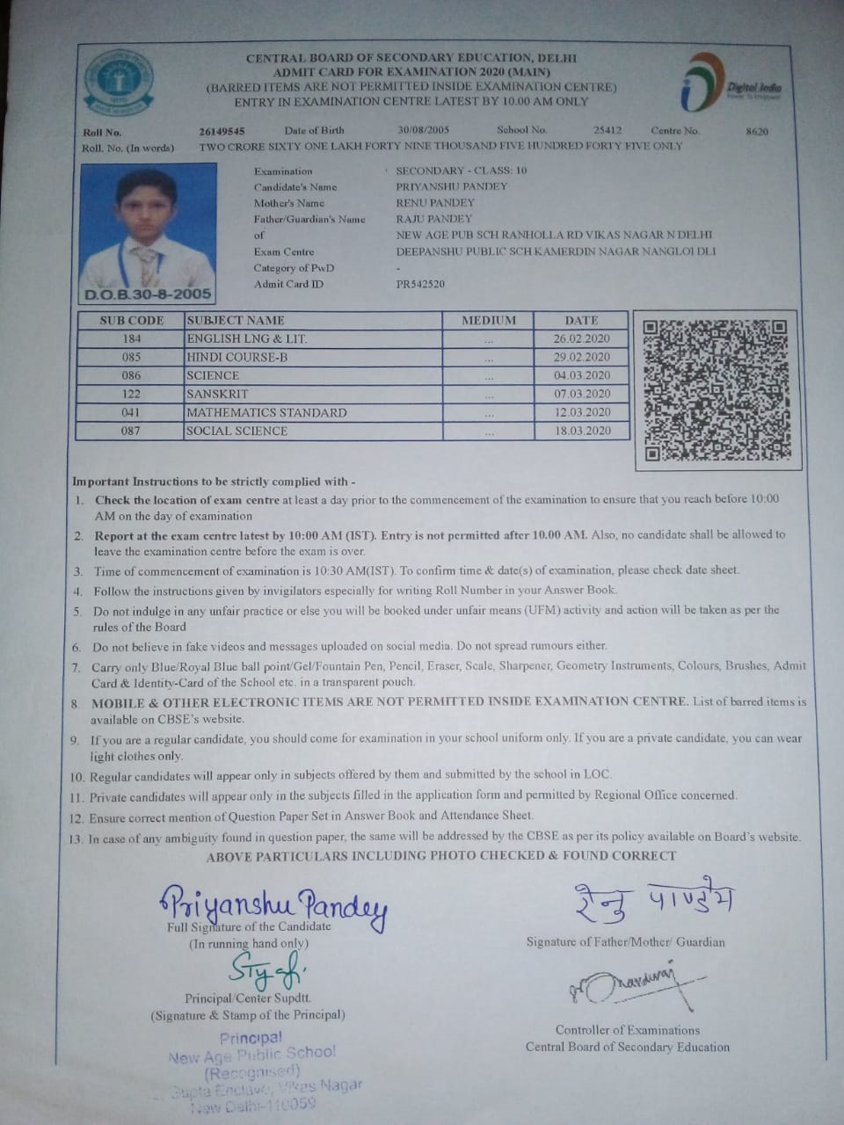 CENTRAL BOARD OF SECONDARY EDUCATION, DELHI
ADMIT CARD FOR EXAMINATION 2020 (MAIN)
(BARRED ITEMS ARE NOT PERMITTED INSIDE EXAMINATION CENTRE)
ENTRY IN EXAMINATION CENTRE LATEST BY 10.00 AM ONLY
Digital India
Power To Empower
Roll No. 26149545 Date of Birth 30/08/2005 School No. 25412 Centre No. 8620
Roll. No. (In words) TWO CRORE SIXTY ONE LAKH FORTY NINE THOUSAND FIVE HUNDRED FORTY FIVE ONLY
Examination SECONDARY - CLASS: 10
Candidate's Name PRIYANSHU PANDEY
Mother's Name RENU PANDEY
Father/Guardian's Name RAJU PANDEY
of NEW AGE PUB SCH RANHOLLA RD VIKAS NAGAR N DELHI
Exam Centre DEEPANSHU PUBLIC SCH KAMERDIN NAGAR NANGLOI DLI
Category of PwD -
Admit Card ID PR542520
D.O.B.30-8-2005
SUB CODE SUBJECT NAME MEDIUM DATE
184 ENGLISH LNG & LIT. ... 26.02.2020
085 HINDI COURSE-B ... 29.02.2020
086 SCIENCE ... 04.03.2020
122 SANSKRIT ... 07.03.2020
041 MATHEMATICS STANDARD ... 12.03.2020
087 SOCIAL SCIENCE ... 18.03.2020
Important Instructions to be strictly complied with -
1. Check the location of exam centre at least a day prior to the commencement of the examination to ensure that you reach before 10:00
AM on the day of examination
2. Report at the exam centre latest by 10:00 AM (IST). Entry is not permitted after 10.00 AM. Also, no candidate shall be allowed to
leave the examination centre before the exam is over.
3. Time of commencement of examination is 10:30 AM(IST). To confirm time & date(s) of examination, please check date sheet.
4. Follow the instructions given by invigilators especially for writing Roll Number in your Answer Book.
5. Do not indulge in any unfair practice or else you will be booked under unfair means (UFM) activity and action will be taken as per the
rules of the Board
6. Do not believe in fake videos and messages uploaded on social media. Do not spread rumours either.
7. Carry only Blue/Royal Blue ball point/Gel/Fountain Pen, Pencil, Eraser, Scale, Sharpener, Geometry Instruments, Colours, Brushes, Admit
Card & Identity-Card of the School etc. in a transparent pouch.
8. MOBILE & OTHER ELECTRONIC ITEMS ARE NOT PERMITTED INSIDE EXAMINATION CENTRE. List of barred items is
available on CBSE's website.
9. If you are a regular candidate, you should come for examination in your school uniform only. If you are a private candidate, you can wear
light clothes only.
10. Regular candidates will appear only in subjects offered by them and submitted by the school in LOC.
11. Private candidates will appear only in the subjects filled in the application form and permitted by Regional Office concerned.
12. Ensure correct mention of Question Paper Set in Answer Book and Attendance Sheet.
13. In case of any ambiguity found in question paper, the same will be addressed by the CBSE as per its policy available on Board's website.
ABOVE PARTICULARS INCLUDING PHOTO CHECKED & FOUND CORRECT
Priyanshu Pandey
Full Signature of the Candidate
(In running hand only)
रैनु पाण्डेय
Signature of Father/Mother/ Guardian
Principal/Center Supdtt.
(Signature & Stamp of the Principal)
Controller of Examinations
Central Board of Secondary Education
Principal
New Age Public School
(Recognised)
Gupta Enclave, Vikas Nagar
New Delhi-110059